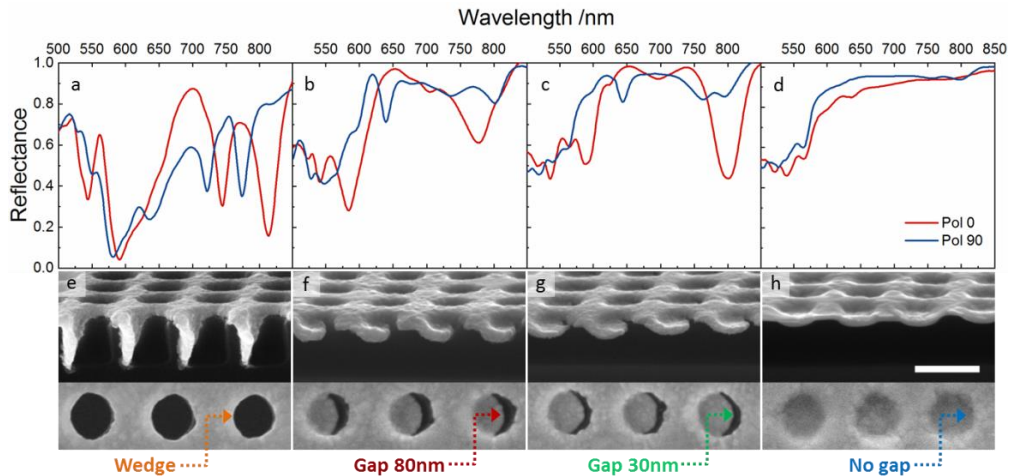 Wavelength /nm
500 550 600 650 700 750 800 550 600 650 700 750 800 550 600 650 700 750 800 550 600 650 700 750 800 850
1.0
0.8
0.6
0.4
0.2
0.0
Reflectance
a b c d
Pol 0
Pol 90
e f g h
Wedge Gap 80nm Gap 30nm No gap